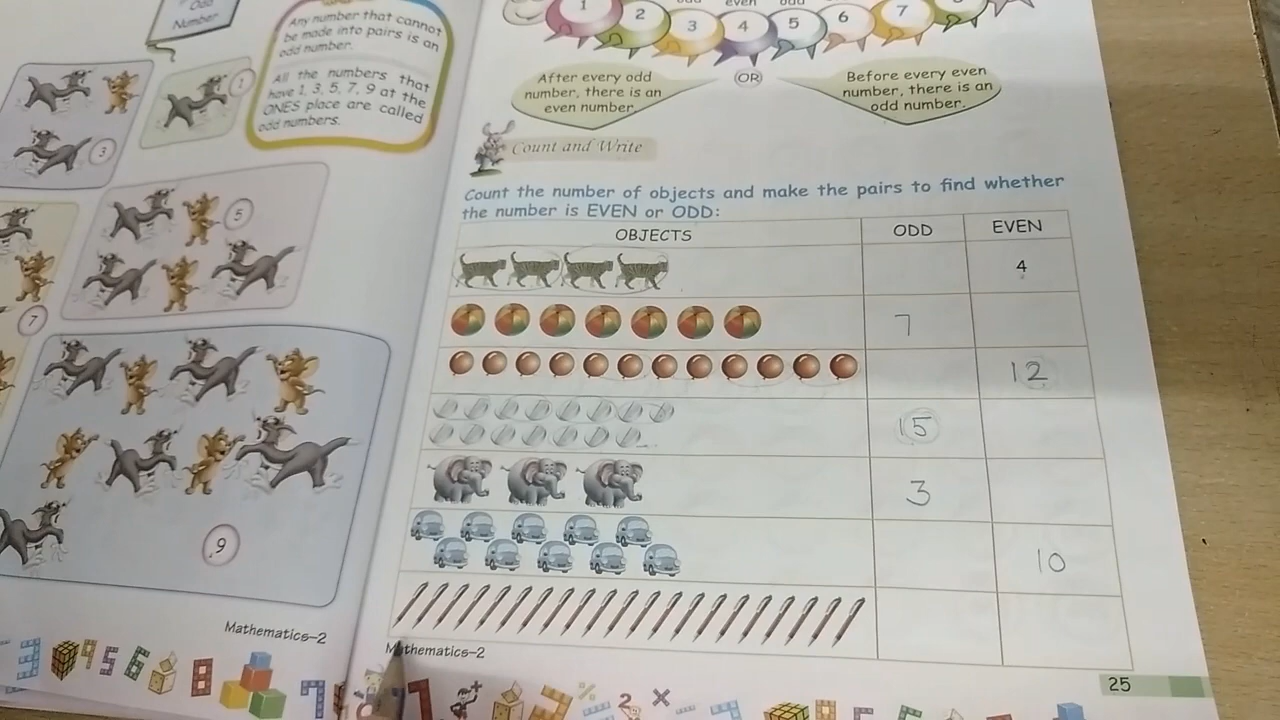 Odd
Number
Any number that cannot
be made into pairs is an
odd number.
All the numbers that
have 1, 3, 5, 7, 9 at the
ONES place are called
odd numbers.
1
3
5
7
9
Mathematics-2
odd even odd
1 2 3 4 5 6 7
After every odd
number, there is an
even number.
OR
Before every even
number, there is an
odd number.
Count and Write
Count the number of objects and make the pairs to find whether
the number is EVEN or ODD:
OBJECTS ODD EVEN
4
7
12
15
3
10
Mathematics-2
25